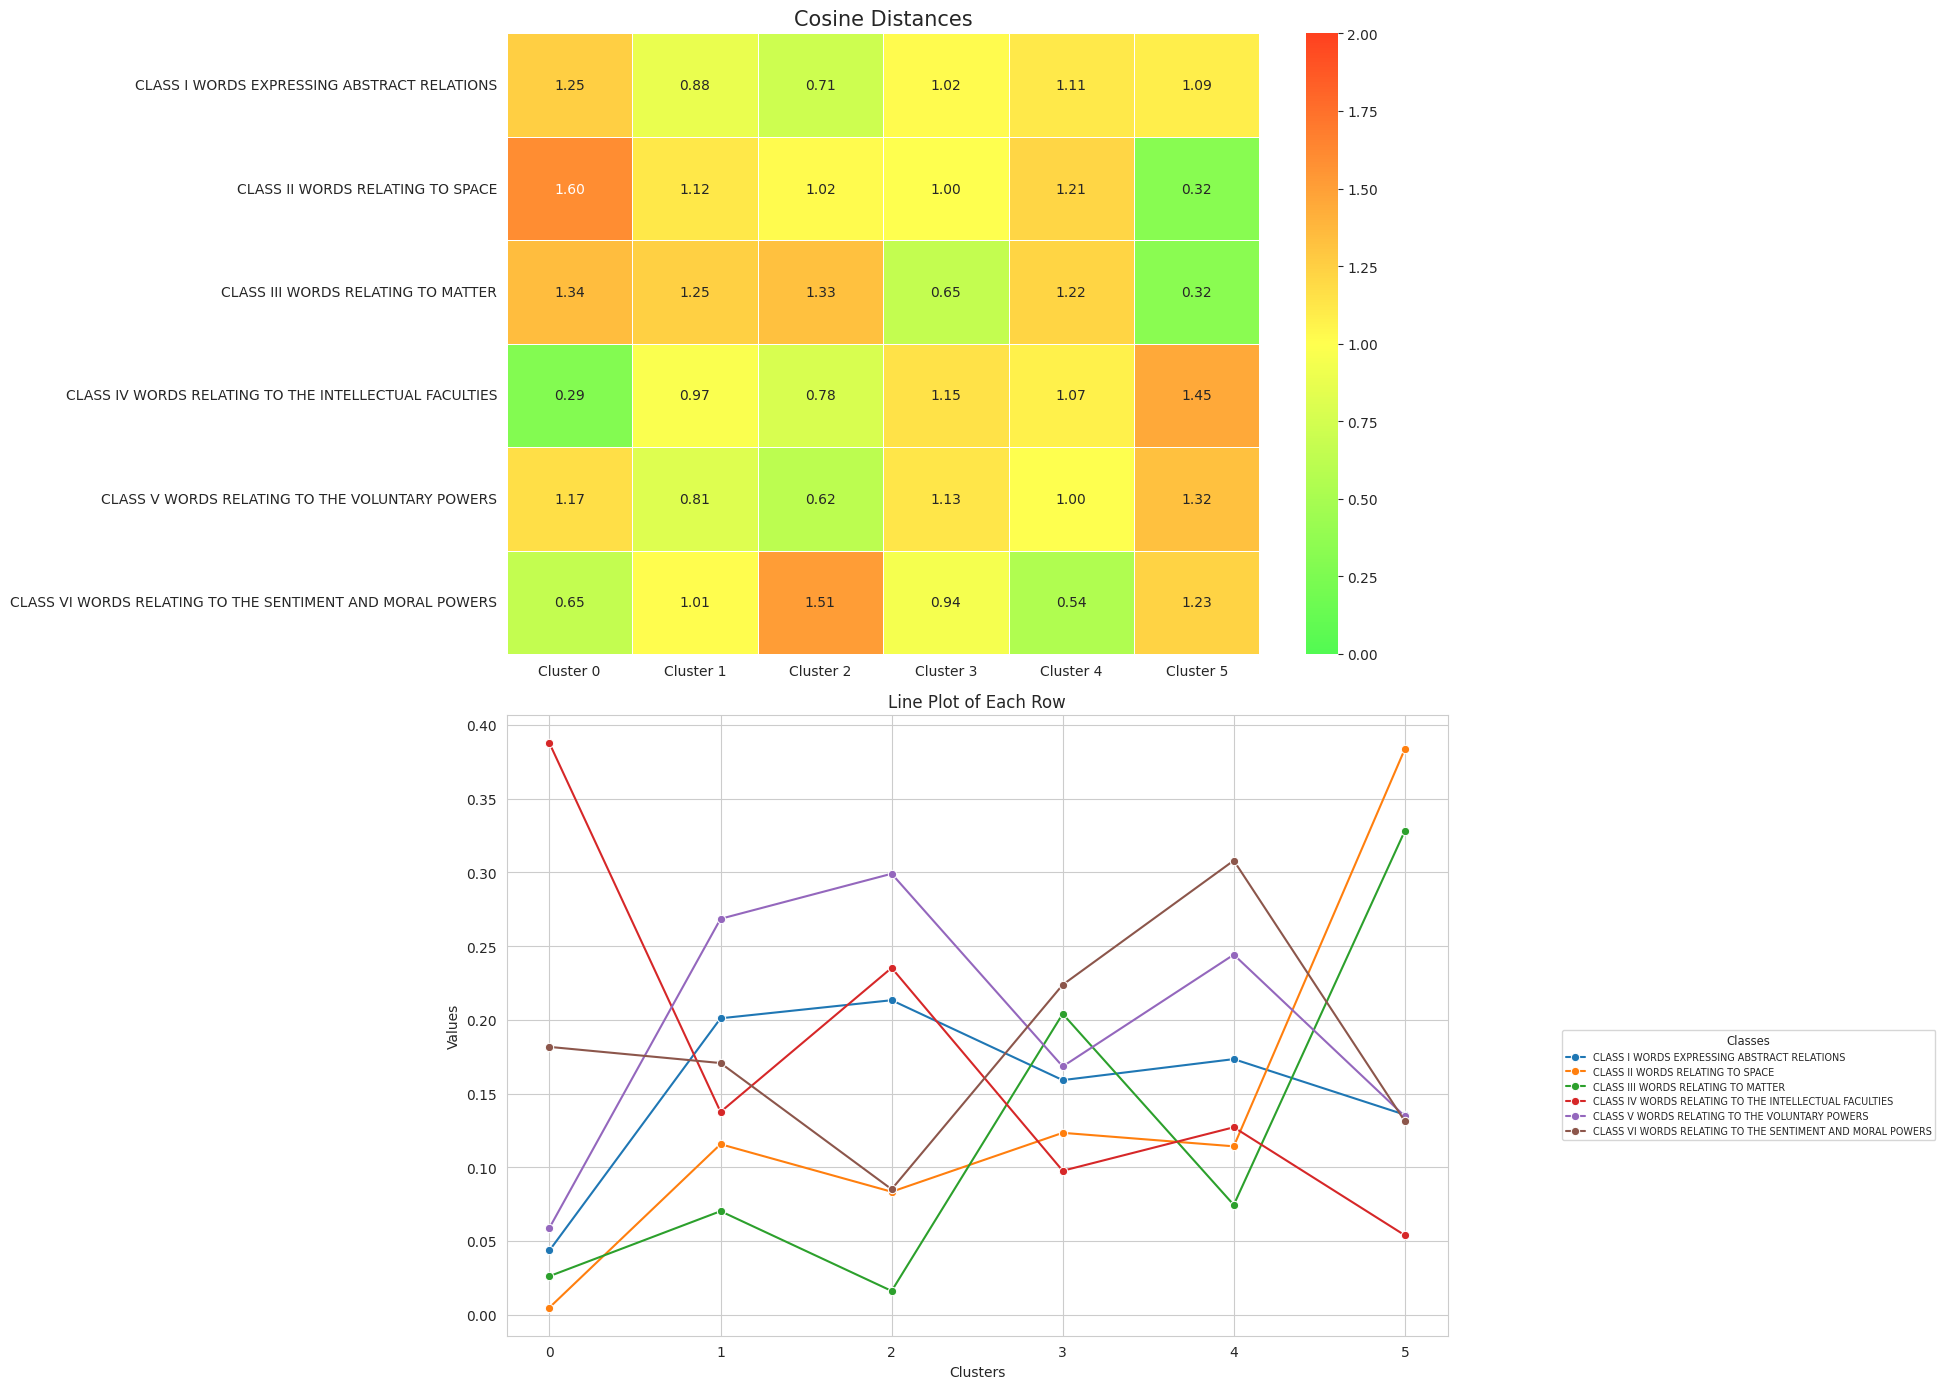 Cosine Distances
CLASS I WORDS EXPRESSING ABSTRACT RELATIONS 1.25 0.88 0.71 1.02 1.11 1.09
CLASS II WORDS RELATING TO SPACE 1.60 1.12 1.02 1.00 1.21 0.32
CLASS III WORDS RELATING TO MATTER 1.34 1.25 1.33 0.65 1.22 0.32
CLASS IV WORDS RELATING TO THE INTELLECTUAL FACULTIES 0.29 0.97 0.78 1.15 1.07 1.45
CLASS V WORDS RELATING TO THE VOLUNTARY POWERS 1.17 0.81 0.62 1.13 1.00 1.32
CLASS VI WORDS RELATING TO THE SENTIMENT AND MORAL POWERS 0.65 1.01 1.51 0.94 0.54 1.23
Cluster 0 Cluster 1 Cluster 2 Cluster 3 Cluster 4 Cluster 5
2.00
1.75
1.50
1.25
1.00
0.75
0.50
0.25
0.00
Line Plot of Each Row
Values
0.40
0.35
0.30
0.25
0.20
0.15
0.10
0.05
0.00
0 1 2 3 4 5
Clusters
Classes
CLASS I WORDS EXPRESSING ABSTRACT RELATIONS
CLASS II WORDS RELATING TO SPACE
CLASS III WORDS RELATING TO MATTER
CLASS IV WORDS RELATING TO THE INTELLECTUAL FACULTIES
CLASS V WORDS RELATING TO THE VOLUNTARY POWERS
CLASS VI WORDS RELATING TO THE SENTIMENT AND MORAL POWERS